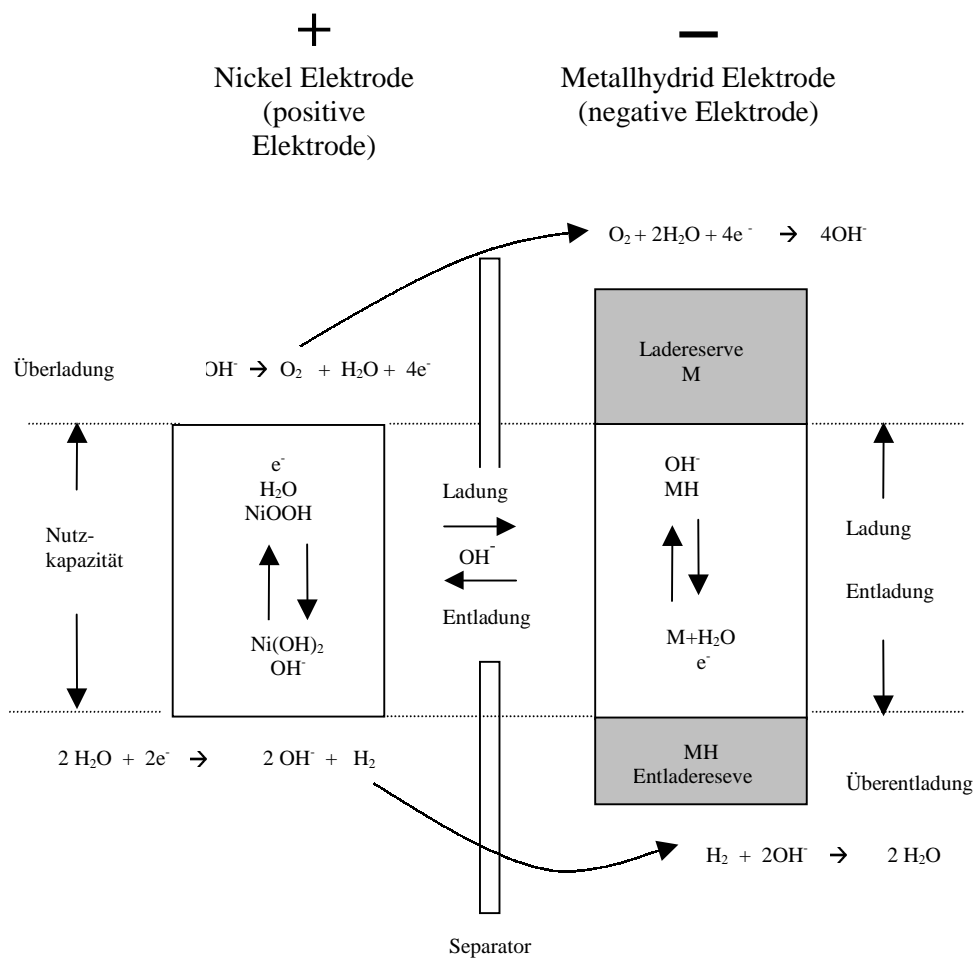 +
−
Nickel Elektrode
(positive
Elektrode)
Metallhydrid Elektrode
(negative Elektrode)
O₂ + 2H₂O + 4e⁻ → 4OH⁻
Ladereserve
M
Überladung
OH⁻ → O₂ + H₂O + 4e⁻
e⁻
H₂O
NiOOH
Ladung
OH⁻
Entladung
OH⁻
MH
Nutz-
kapazität
Ladung
Entladung
Ni(OH)₂
OH⁻
M+H₂O
e⁻
2 H₂O + 2e⁻ → 2 OH⁻ + H₂
MH
Entladereseve
Überentladung
H₂ + 2OH⁻ → 2 H₂O
Separator